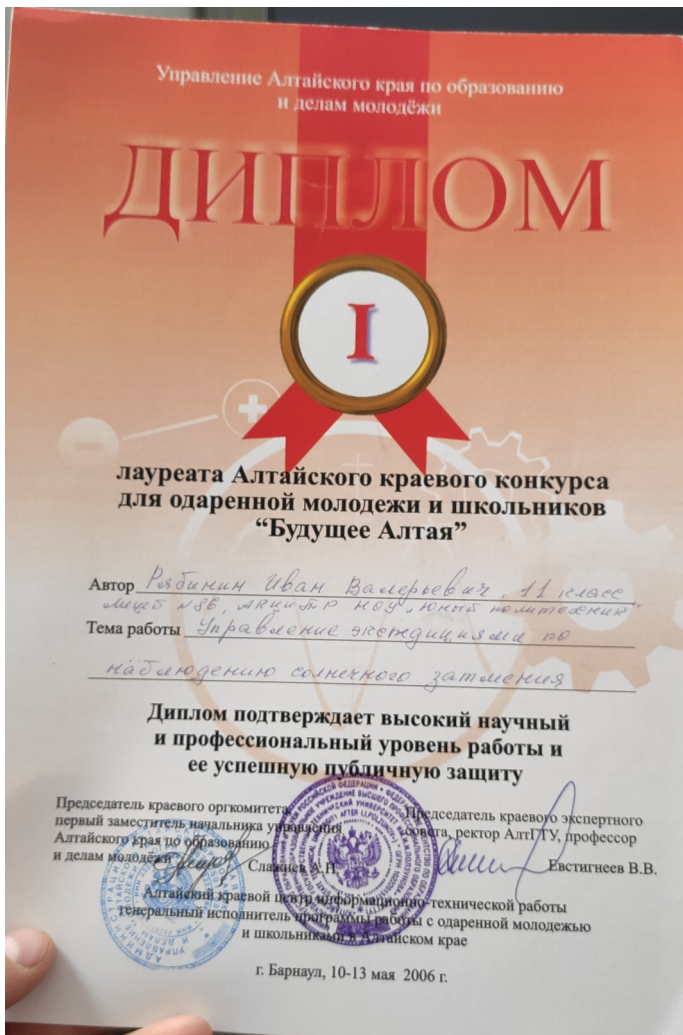 Управление Алтайского края по образованию
и делам молодёжи
ДИПЛОМ
I
лауреата Алтайского краевого конкурса
для одаренной молодежи и школьников
“Будущее Алтая”
Автор Рябинин Иван Валерьевич, 11 класс
лицей №86, НОУ „Юный политехник“
Тема работы Управление экспедициями по
наблюдению солнечного затмения
Диплом подтверждает высокий научный
и профессиональный уровень работы и
ее успешную публичную защиту
Председатель краевого оргкомитета,
первый заместитель начальника управления
Алтайского края по образованию
и делам молодёжи Слажнев А.Н.
Председатель краевого экспертного
совета, ректор АлтГТУ, профессор
Евстигнеев В.В.
Алтайский краевой центр информационно-технической работы
генеральный исполнитель программы работы с одаренной молодежью
и школьниками в Алтайском крае
г. Барнаул, 10-13 мая 2006 г.